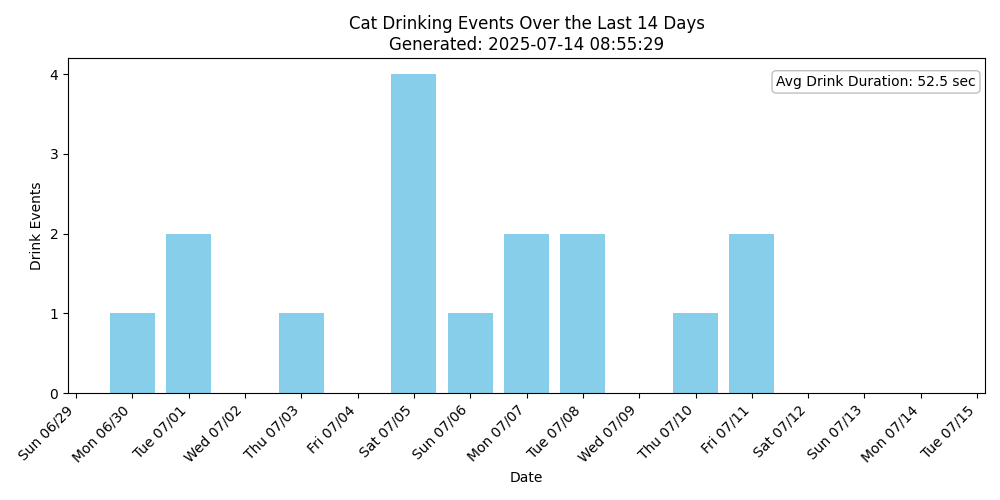 Cat Drinking Events Over the Last 14 Days
Generated: 2025-07-14 08:55:29
Avg Drink Duration: 52.5 sec
Drink Events
4
3
2
1
0
Sun 06/29
Mon 06/30
Tue 07/01
Wed 07/02
Thu 07/03
Fri 07/04
Sat 07/05
Sun 07/06
Mon 07/07
Tue 07/08
Wed 07/09
Thu 07/10
Fri 07/11
Sat 07/12
Sun 07/13
Mon 07/14
Tue 07/15
Date